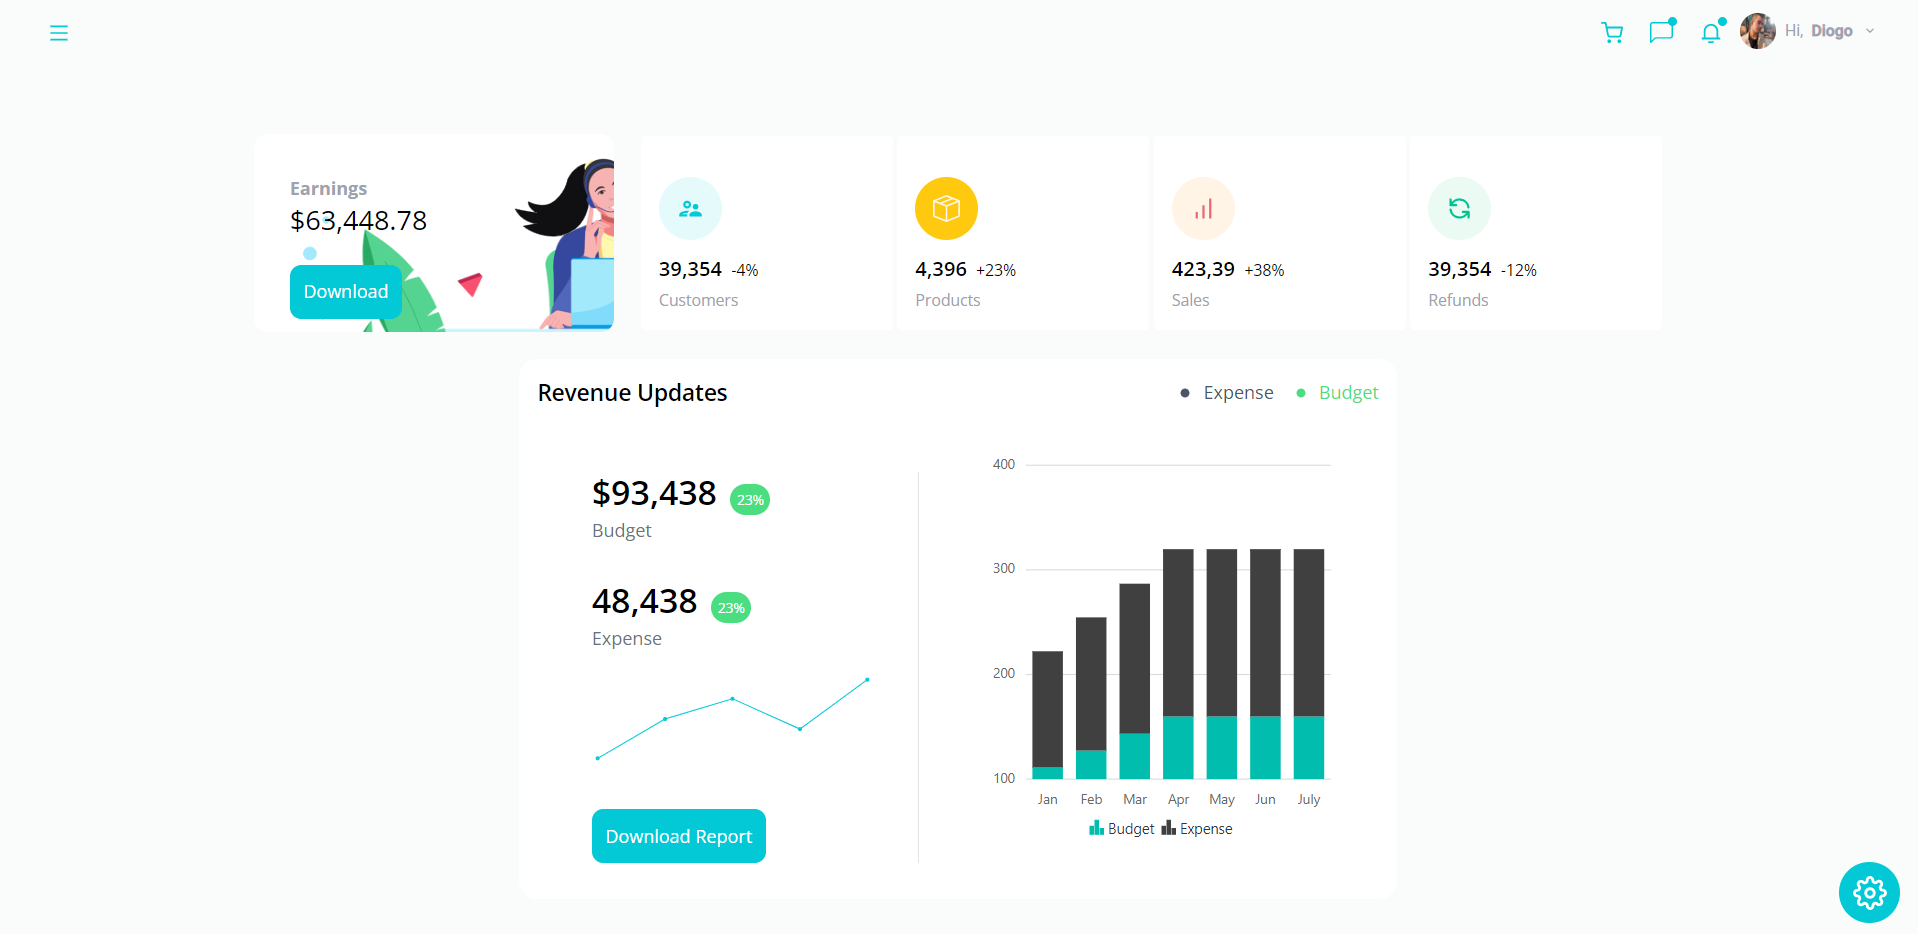 Hi, Diogo
Earnings
$63,448.78
Download
39,354 -4%
Customers
4,396 +23%
Products
423,39 +38%
Sales
39,354 -12%
Refunds
Revenue Updates
Expense
Budget
$93,438 23%
Budget
48,438 23%
Expense
Download Report
400
300
200
100
Jan Feb Mar Apr May Jun July
Budget Expense